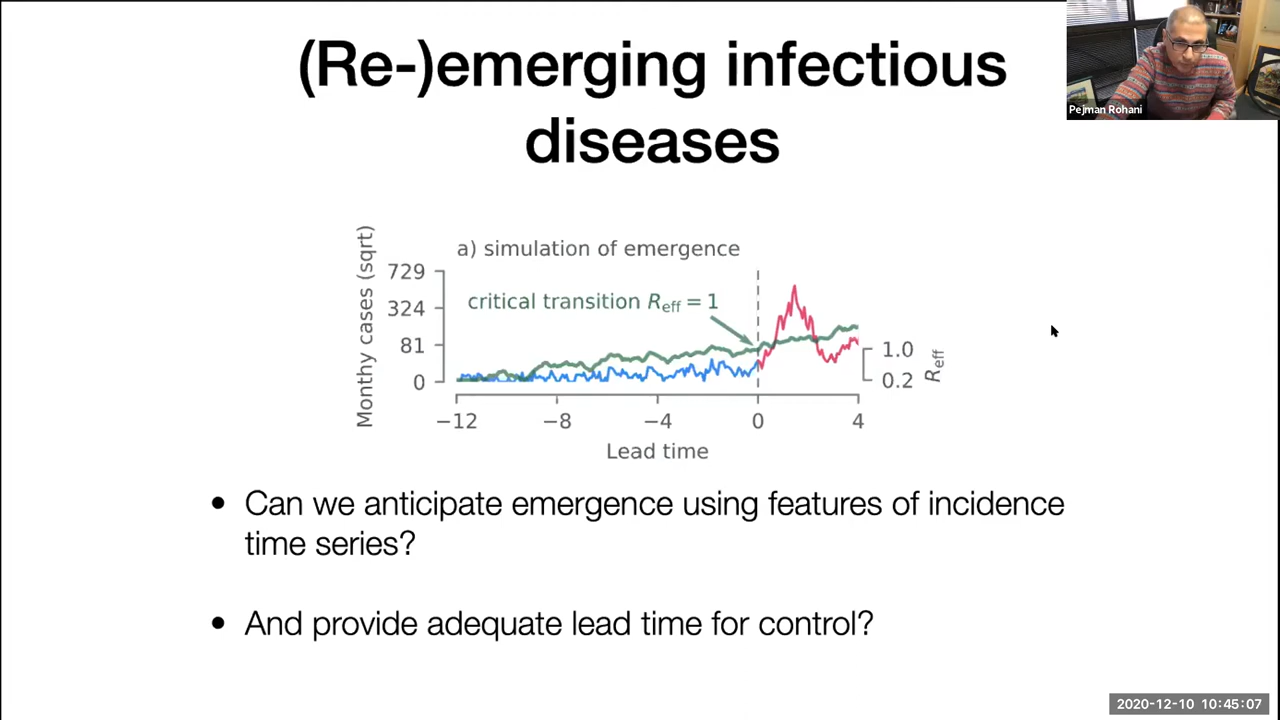 (Re-)emerging infectious
diseases
Pejman Rohani
a) simulation of emergence
Monthy cases (sqrt)
729
324
81
0
critical transition R_eff = 1
1.0
0.2
R_eff
−12
−8
−4
0
4
Lead time
• Can we anticipate emergence using features of incidence
time series?
• And provide adequate lead time for control?
2020-12-10 10:45:07